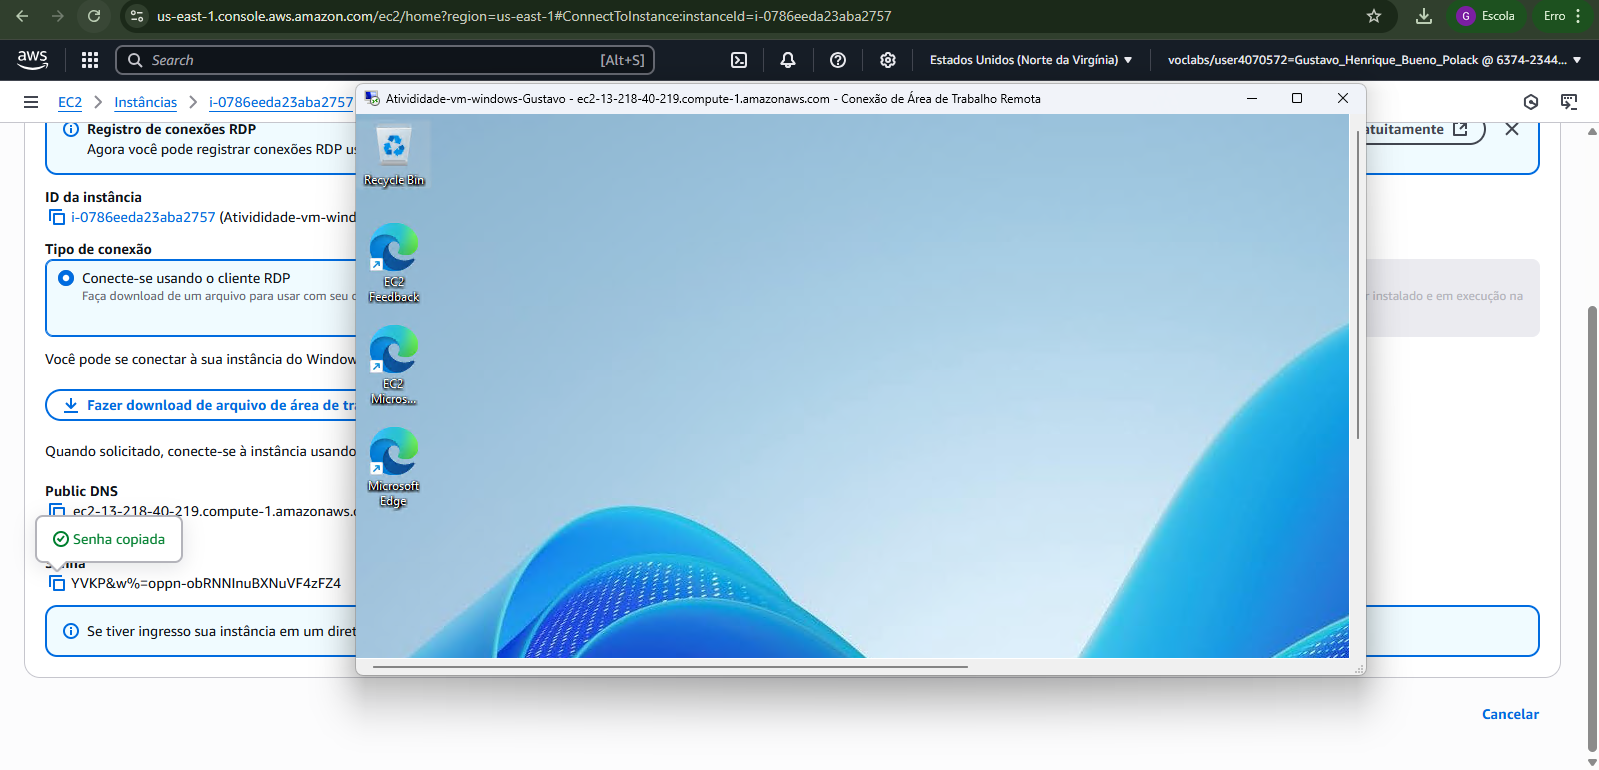 us-east-1.console.aws.amazon.com/ec2/home?region=us-east-1#ConnectToInstance:instanceId=i-0786eeda23aba2757
G Escola
Erro
aws
Search [Alt+S]
Estados Unidos (Norte da Virgínia)
voclabs/user4070572=Gustavo_Henrique_Bueno_Polack @ 6374-2344...
EC2
Instâncias
i-0786eeda23aba2757
Ativididade-vm-windows-Gustavo - ec2-13-218-40-219.compute-1.amazonaws.com - Conexão de Área de Trabalho Remota
Registro de conexões RDP
Agora você pode registrar conexões RDP
atuitamente
ID da instância
i-0786eeda23aba2757 (Ativididade-vm-wind
Tipo de conexão
Conecte-se usando o cliente RDP
Faça download de um arquivo para usar com seu
r instalado e em execução na
Você pode se conectar à sua instância do Window
Fazer download de arquivo de área de tra
Quando solicitado, conecte-se à instância usando
Public DNS
ec2-13-218-40-219.compute-1.amazonaws.
Senha copiada
YVKP&w%=oppn-obRNNInuBXNuVF4zFZ4
Se tiver ingresso sua instância em um diret
Recycle Bin
EC2
Feedback
EC2
Micros...
Microsoft
Edge
Cancelar